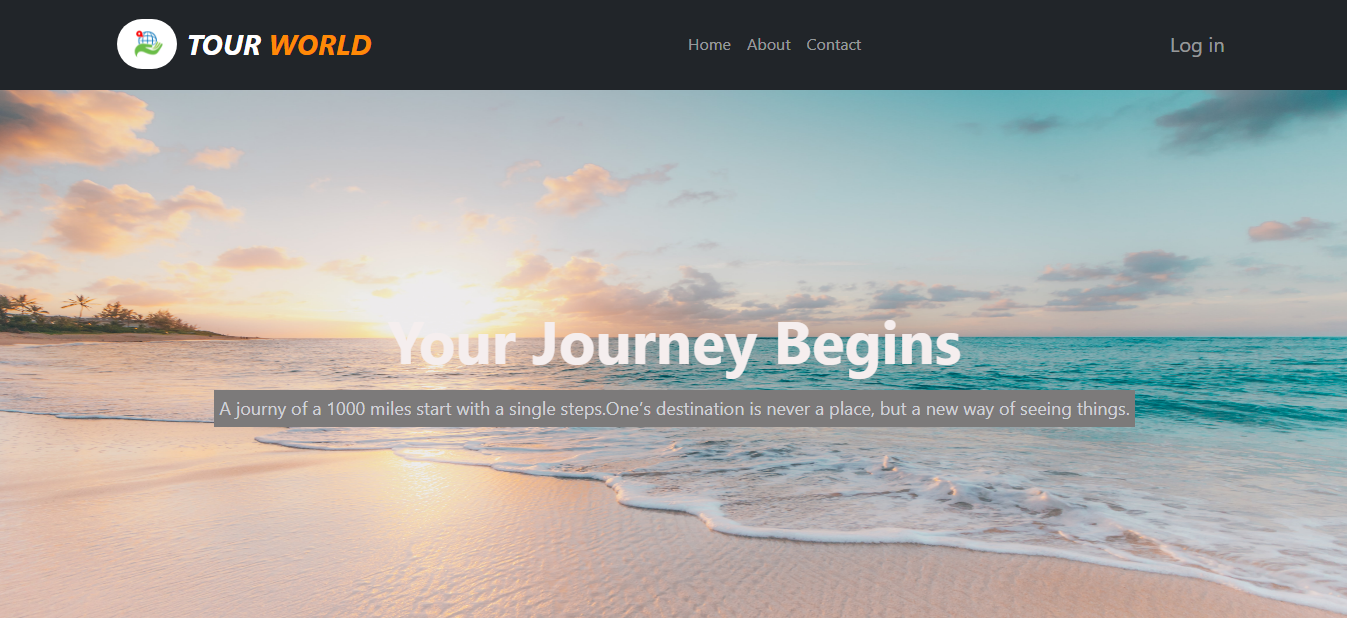 TOUR WORLD
Home About Contact
Log in
Your Journey Begins
A journy of a 1000 miles start with a single steps.One's destination is never a place, but a new way of seeing things.